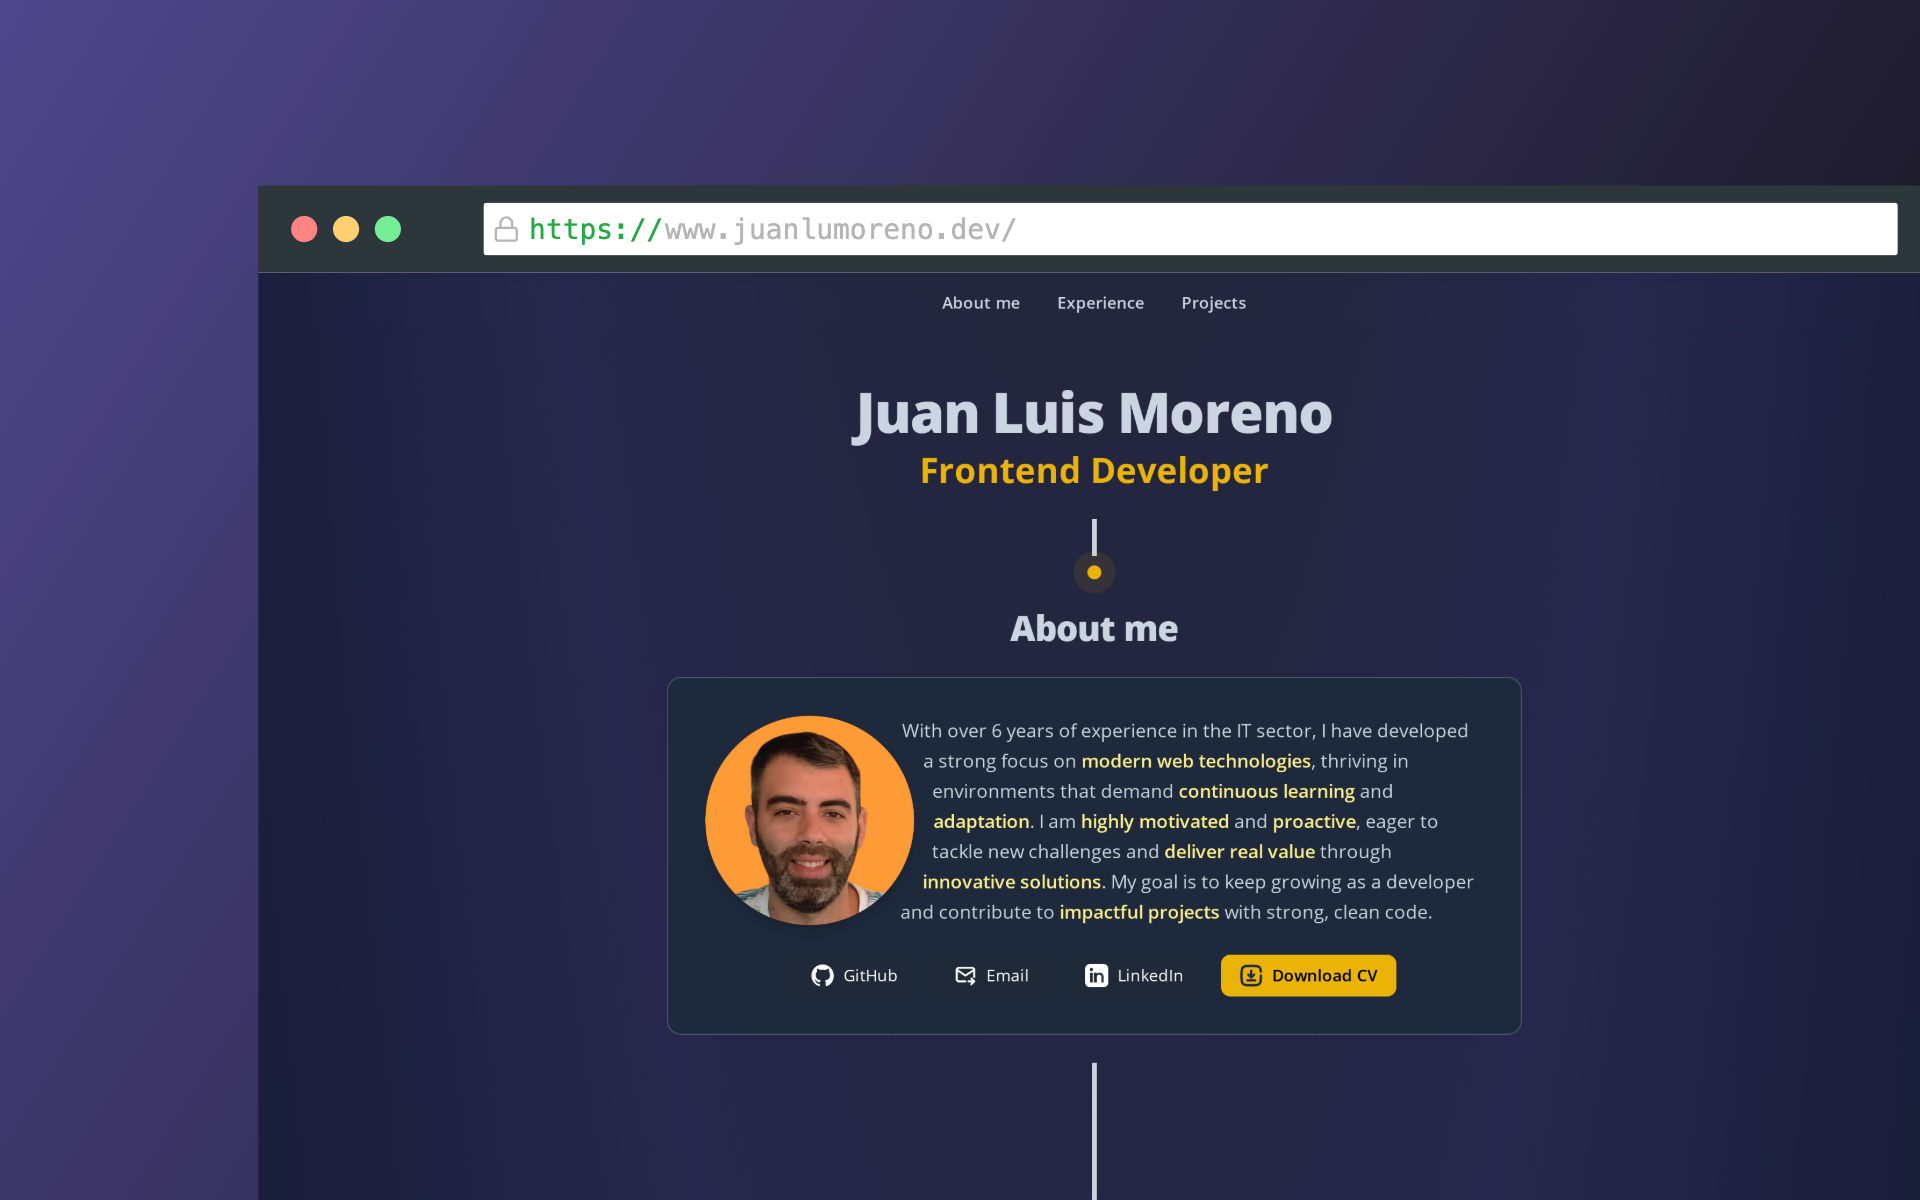 https://www.juanlumoreno.dev/
About me Experience Projects
Juan Luis Moreno
Frontend Developer
About me
With over 6 years of experience in the IT sector, I have developed
a strong focus on modern web technologies, thriving in
environments that demand continuous learning and
adaptation. I am highly motivated and proactive, eager to
tackle new challenges and deliver real value through
innovative solutions. My goal is to keep growing as a developer
and contribute to impactful projects with strong, clean code.
GitHub Email LinkedIn Download CV